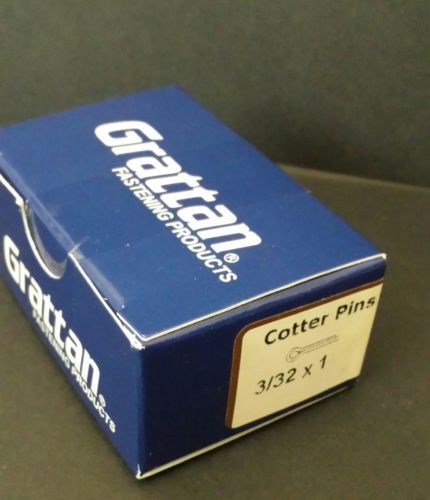 Grattan®
FASTENING PRODUCTS
Grattan®
FASTENING PRODUCTS
Cotter Pins
3/32 x 1